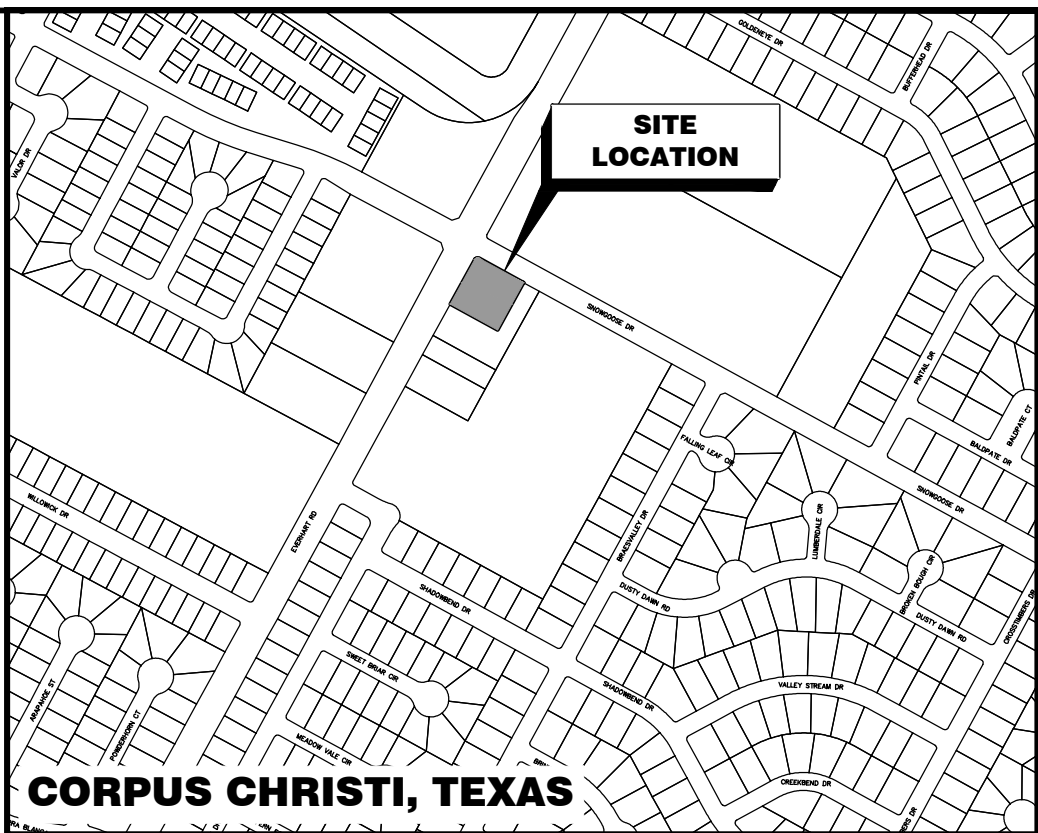 GOLDENEYE DR
BUFFERHEAD DR
SITE
LOCATION
VALOR DR
SNOWGOOSE DR
PINTAIL DR
BALDPATE CT
BALDPATE DR
FALLING LEAF CIR
SNOWGOOSE DR
WILLOWICK DR
EVERHART RD
BRAESVALLEY DR
LUMBERDALE CIR
BROKEN BOUGH CIR
CROSSTIMBERS DR
SHADOWBEND DR
DUSTY DAWN RD
DUSTY DAWN RD
SWEET BRIAR CIR
ARAPAHOE ST
POWDERHORN CT
SHADOWBEND DR
VALLEY STREAM DR
MEADOW VALE CIR
CREEKBEND DR
CORPUS CHRISTI, TEXAS